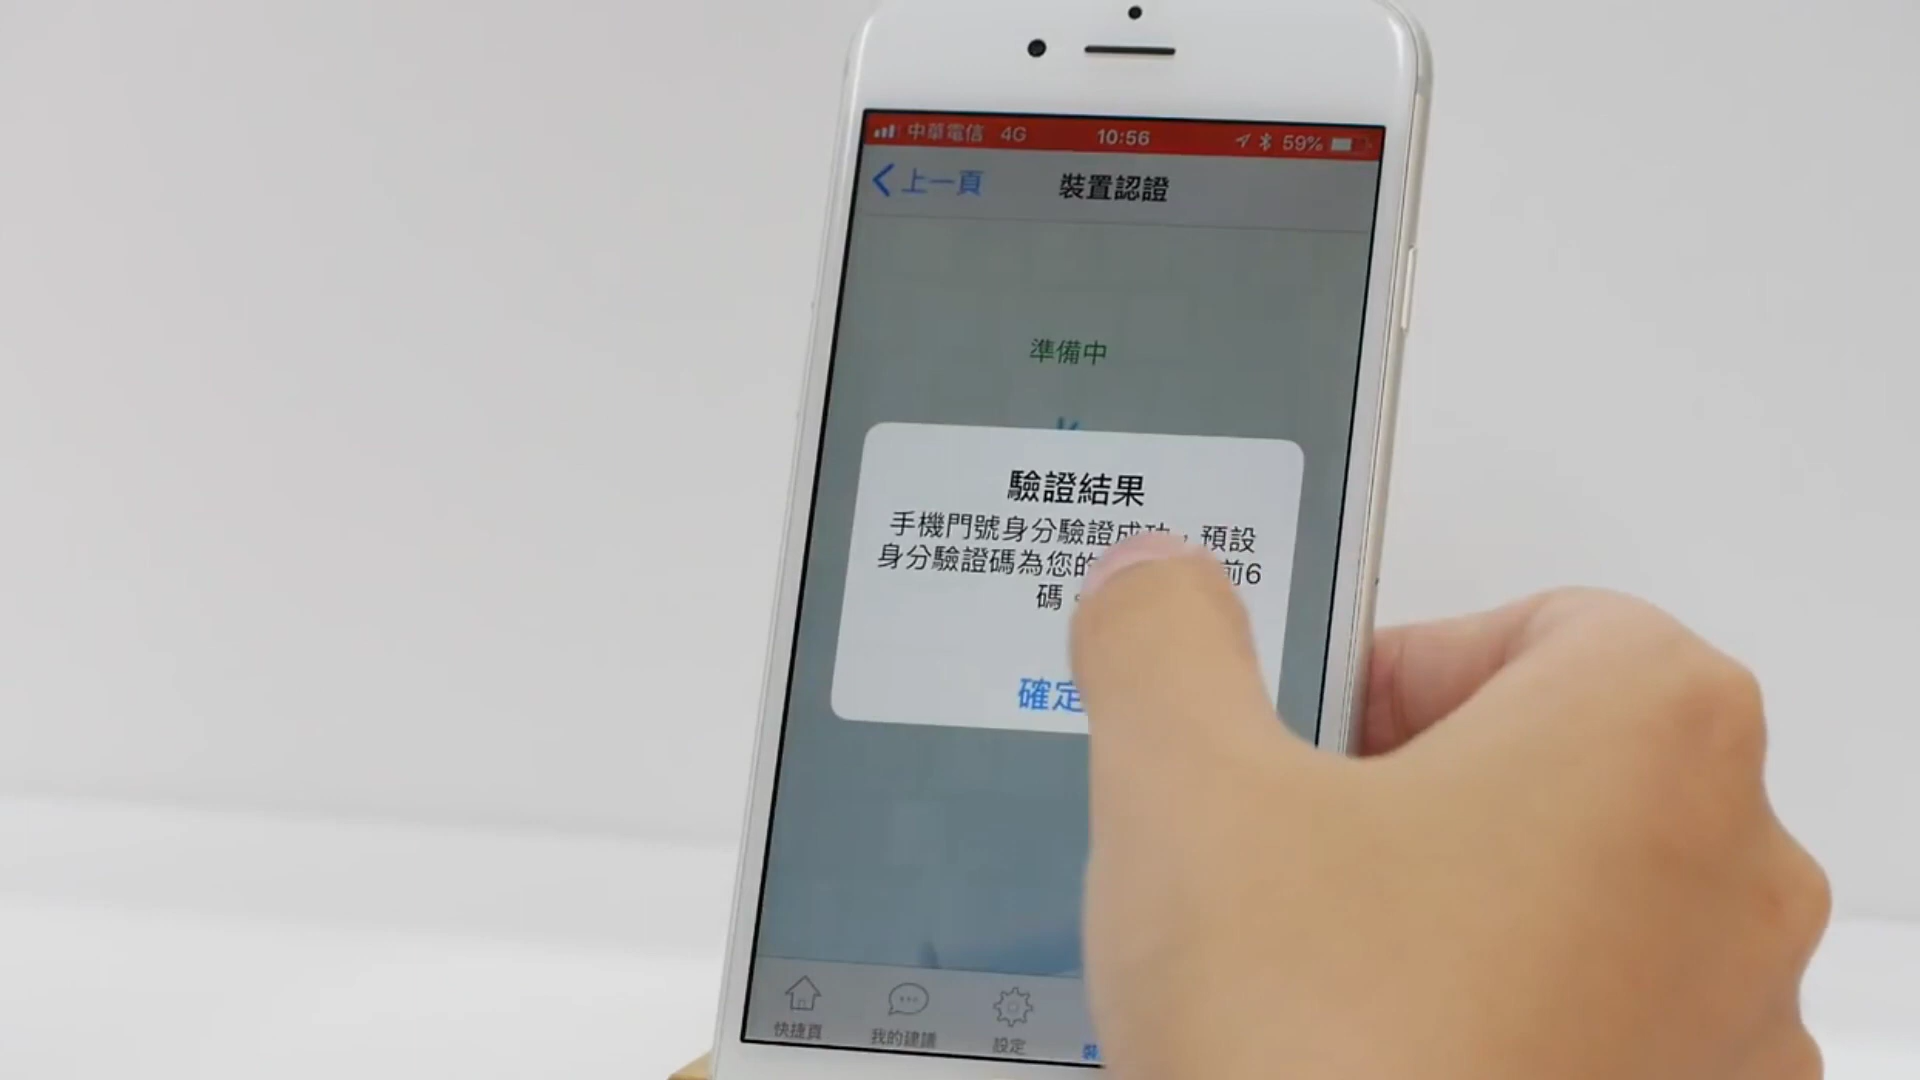 中華電信 4G 10:56 59%
上一頁 裝置認證
準備中
驗證結果
手機門號身分驗證成功，預設
身分驗證碼為您的 前6
碼。
確定
快捷頁 我的建議 設定 裝